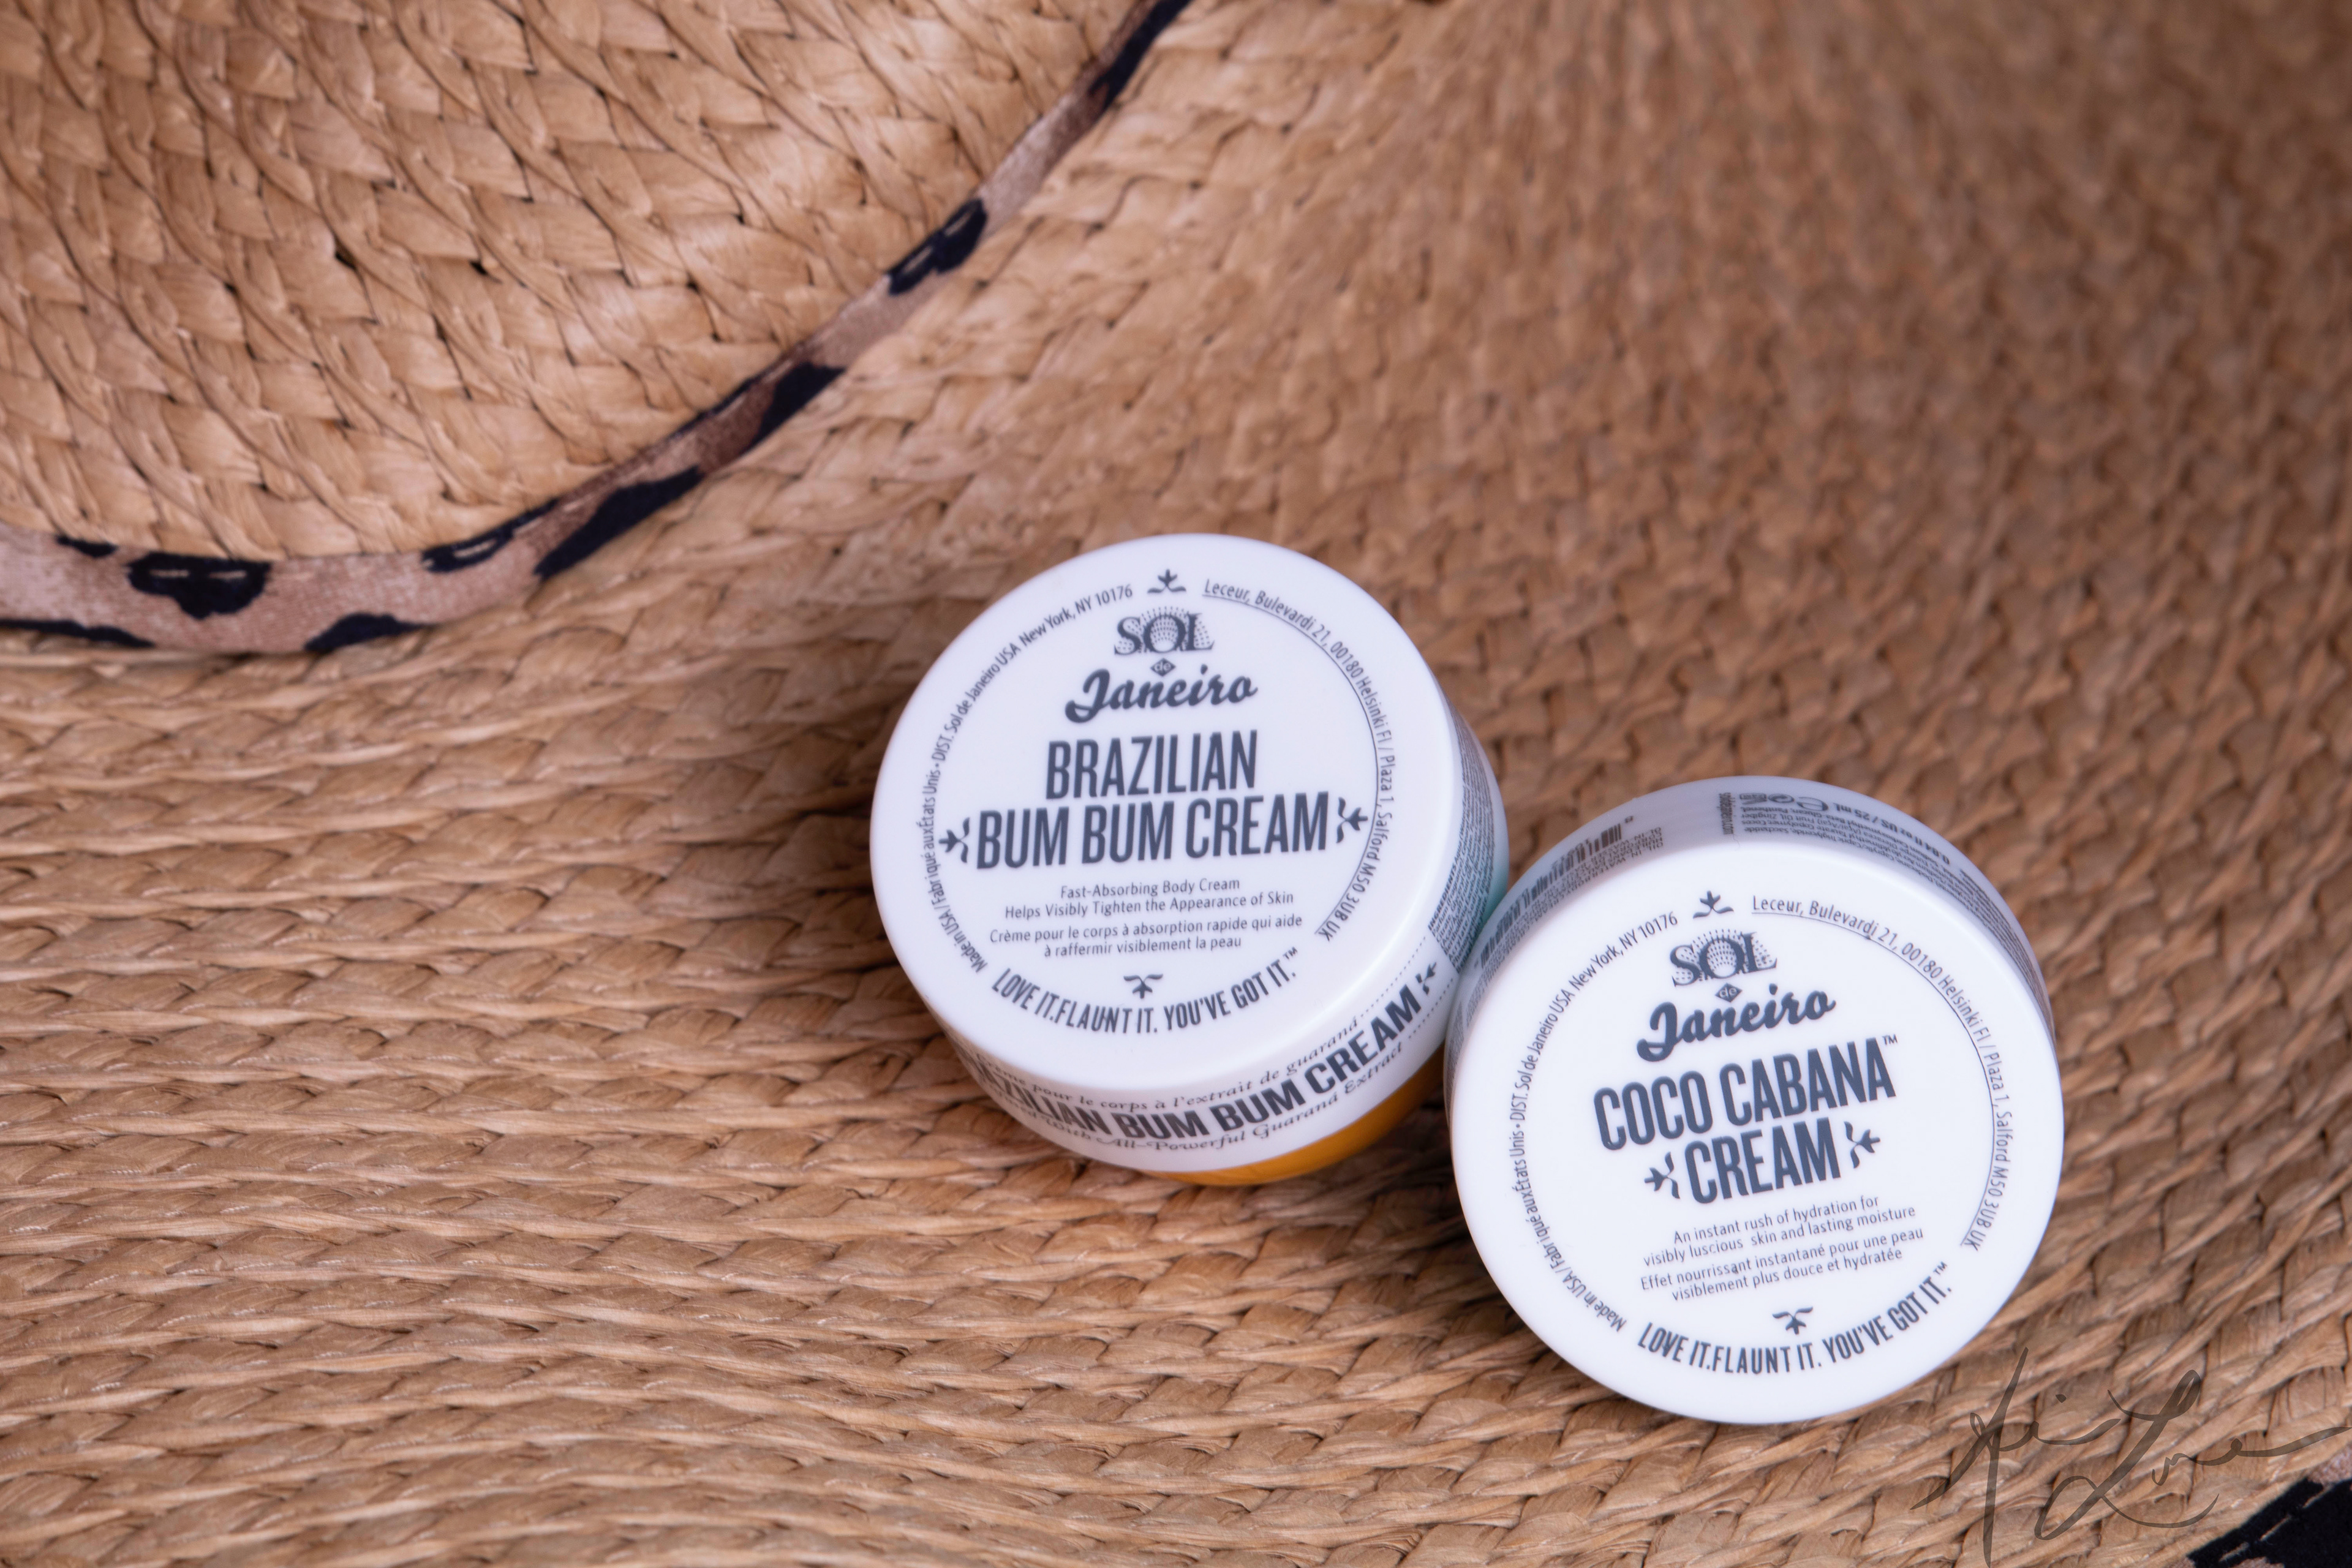 Made in USA / Fabriqué aux États Unis • DIST. Sol de Janeiro USA New York, NY 10176
Leceur, Bulevardi 21, 00180 Helsinki FI / Plaza 1, Salford M50 3UB UK
SOL
de
Janeiro
BRAZILIAN
BUM BUM CREAM
Fast-Absorbing Body Cream
Helps Visibly Tighten the Appearance of Skin
Crème pour le corps à absorption rapide qui aide
à raffermir visiblement la peau
LOVE IT.FLAUNT IT. YOU'VE GOT IT.™
pour le corps à l'extrait de guarana
BUM BUM CREAM
With All-Powerful Guaraná Extract
Made in USA / Fabriqué aux États Unis • DIST. Sol de Janeiro USA New York, NY 10176
Leceur, Bulevardi 21, 00180 Helsinki FI / Plaza 1, Salford M50 3UB UK
SOL
de
Janeiro
COCO CABANA™
CREAM
An instant rush of hydration for
visibly luscious skin and lasting moisture
Effet nourrissant instantané pour une peau
visiblement plus douce et hydratée
LOVE IT.FLAUNT IT. YOU'VE GOT IT.™